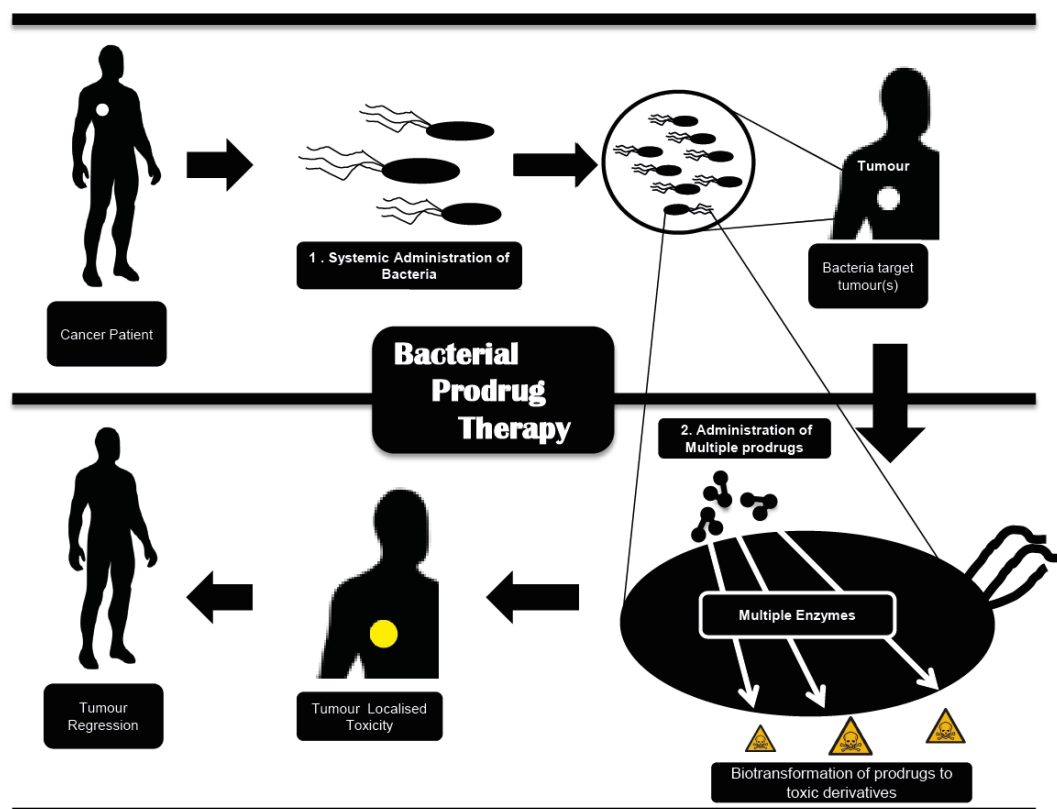 Tumour
1 . Systemic Administration of
Bacteria
Bacteria target
tumour(s)
Cancer Patient
Bacterial
Prodrug
Therapy
2. Administration of
Multiple prodrugs
Multiple Enzymes
Tumour
Regression
Tumour Localised
Toxicity
Biotransformation of prodrugs to
toxic derivatives